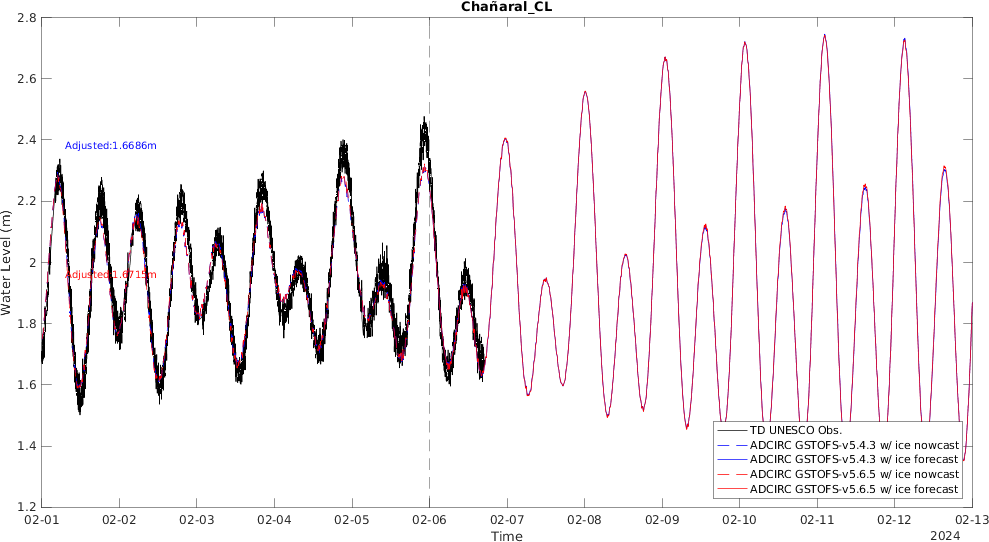 Chañaral_CL
2.8
2.6
2.4
2.2
2
1.8
1.6
1.4
1.2
Water Level (m)
Adjusted:1.6686m
Adjusted:1.6715m
TD UNESCO Obs.
ADCIRC GSTOFS-v5.4.3 w/ ice nowcast
ADCIRC GSTOFS-v5.4.3 w/ ice forecast
ADCIRC GSTOFS-v5.6.5 w/ ice nowcast
ADCIRC GSTOFS-v5.6.5 w/ ice forecast
02-01 02-02 02-03 02-04 02-05 02-06 02-07 02-08 02-09 02-10 02-11 02-12 02-13
Time
2024